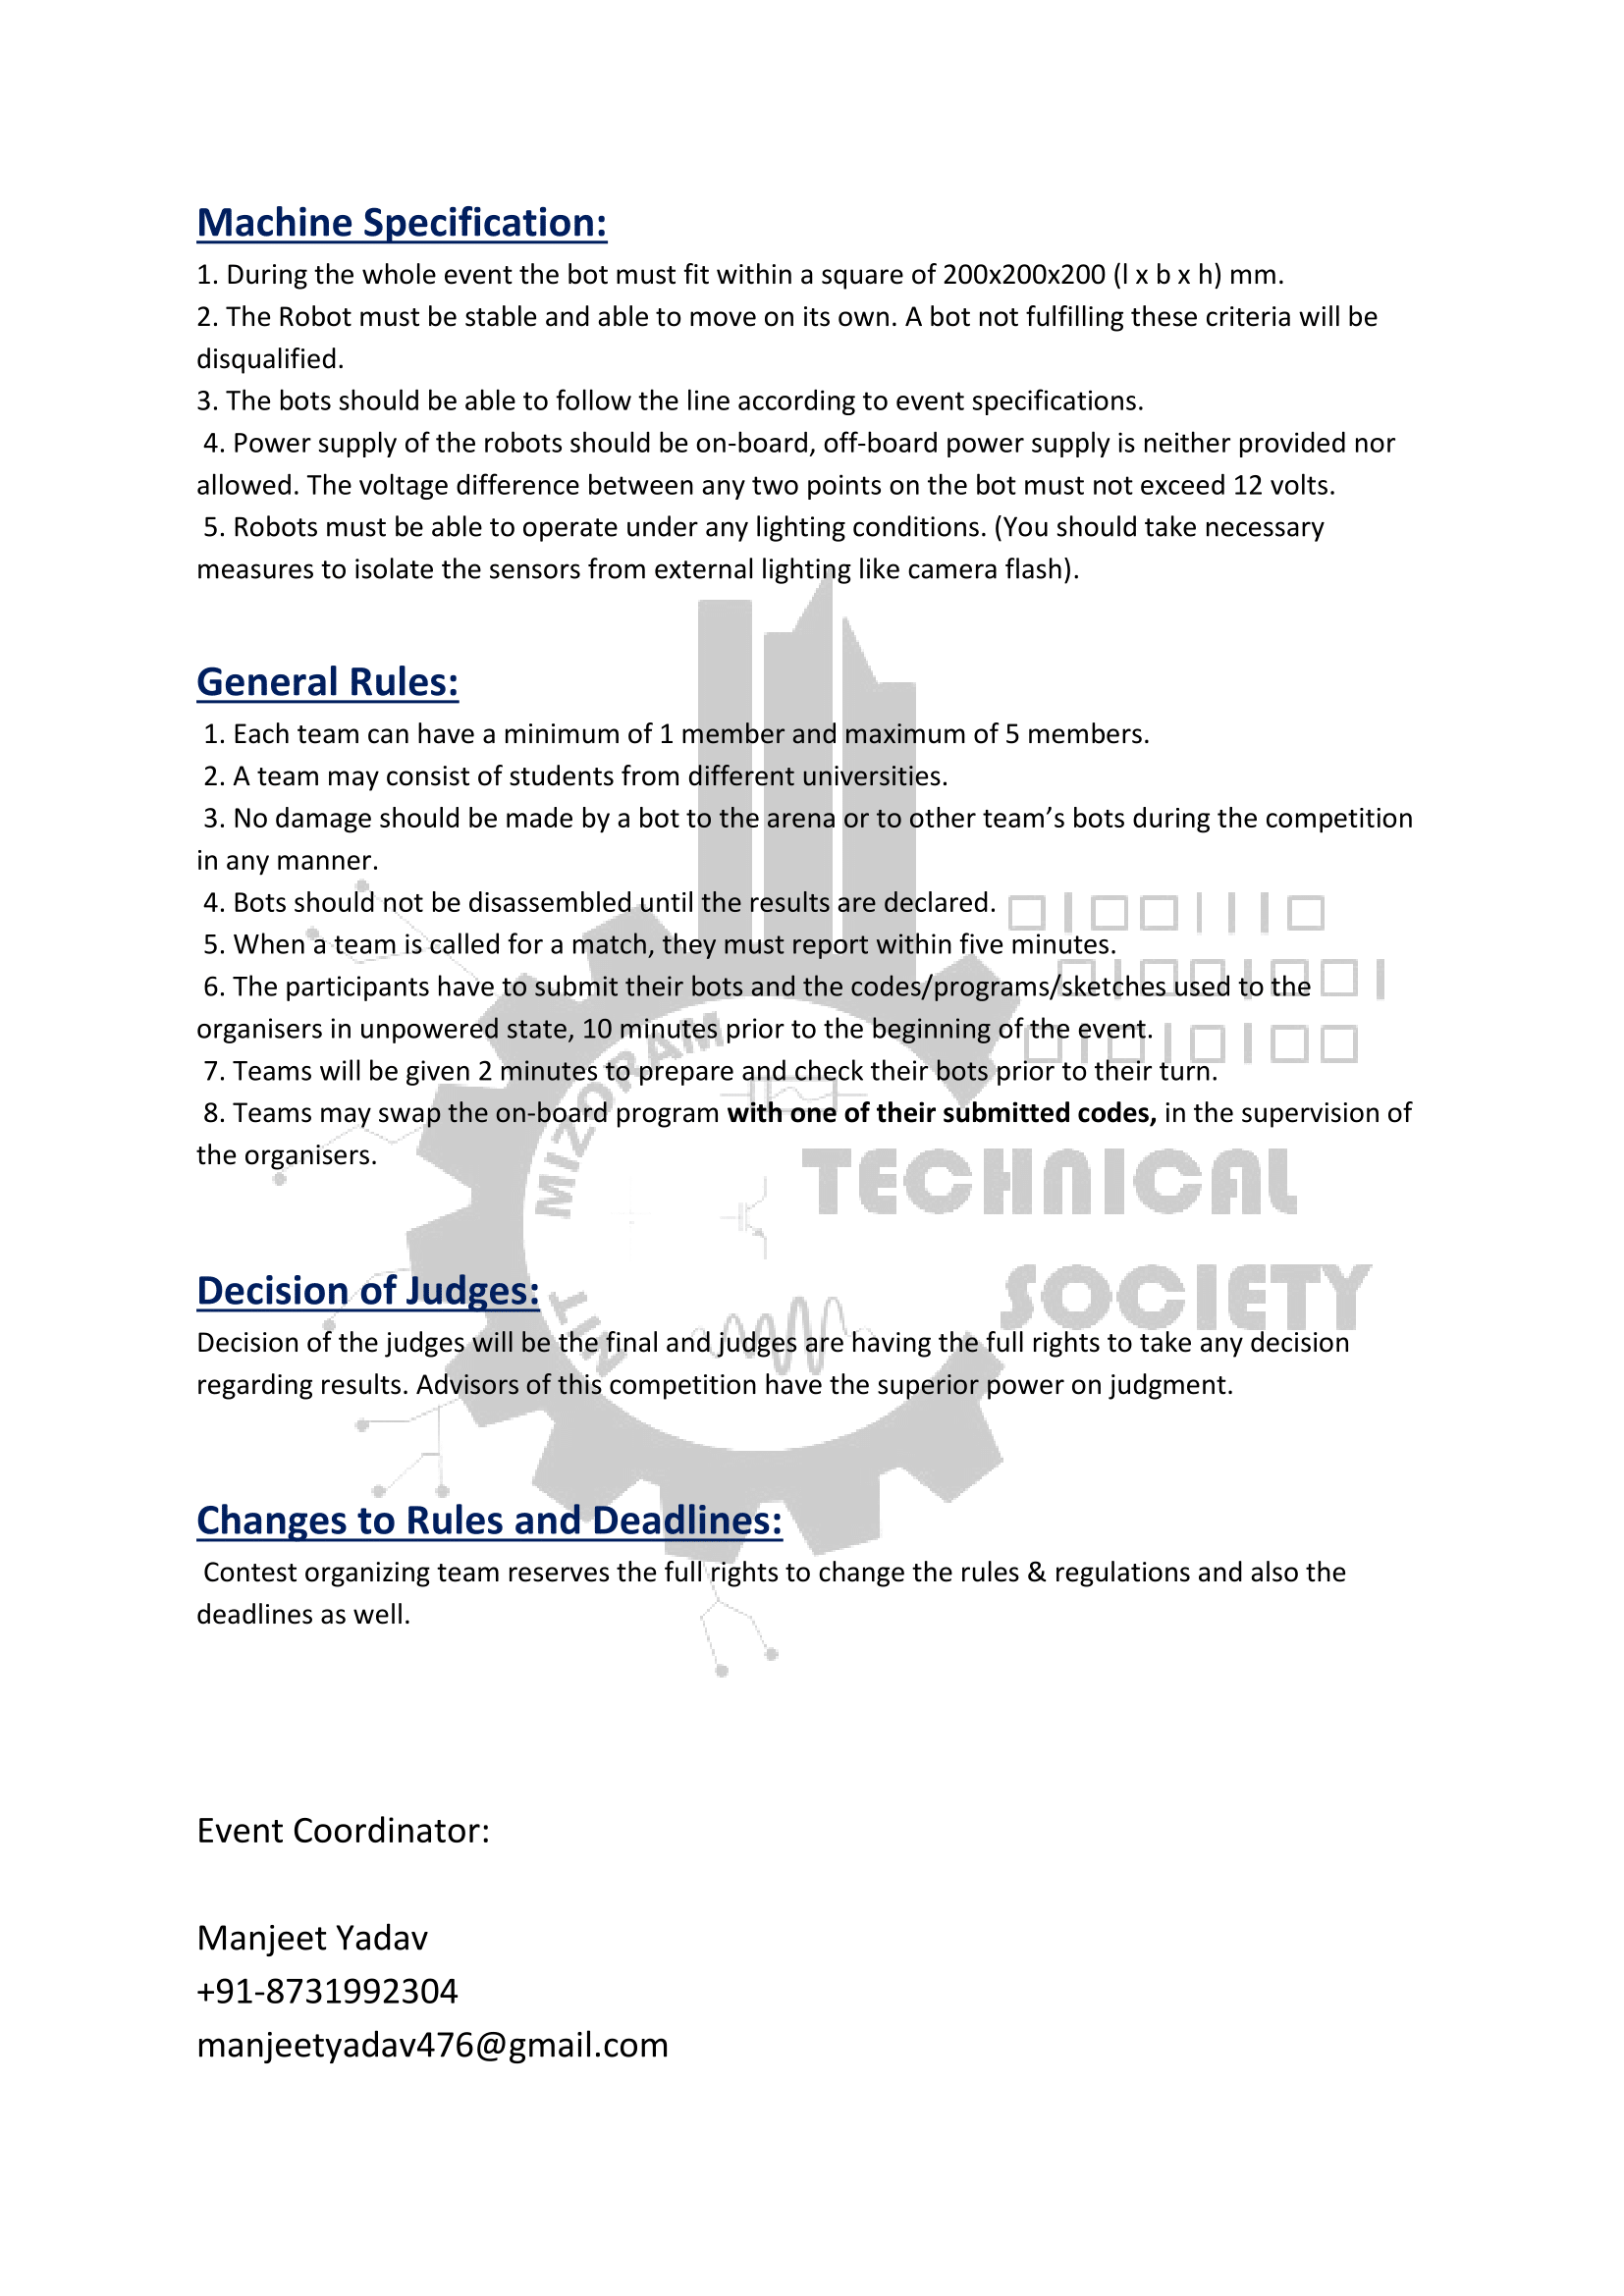 Machine Specification:
1. During the whole event the bot must fit within a square of 200x200x200 (l x b x h) mm.
2. The Robot must be stable and able to move on its own. A bot not fulfilling these criteria will be
disqualified.
3. The bots should be able to follow the line according to event specifications.
4. Power supply of the robots should be on-board, off-board power supply is neither provided nor
allowed. The voltage difference between any two points on the bot must not exceed 12 volts.
5. Robots must be able to operate under any lighting conditions. (You should take necessary
measures to isolate the sensors from external lighting like camera flash).
General Rules:
1. Each team can have a minimum of 1 member and maximum of 5 members.
2. A team may consist of students from different universities.
3. No damage should be made by a bot to the arena or to other team’s bots during the competition
in any manner.
4. Bots should not be disassembled until the results are declared.
5. When a team is called for a match, they must report within five minutes.
6. The participants have to submit their bots and the codes/programs/sketches used to the
organisers in unpowered state, 10 minutes prior to the beginning of the event.
7. Teams will be given 2 minutes to prepare and check their bots prior to their turn.
8. Teams may swap the on-board program with one of their submitted codes, in the supervision of
the organisers.
NIT MIZORAM
TECHNICAL
SOCIETY
Decision of Judges:
Decision of the judges will be the final and judges are having the full rights to take any decision
regarding results. Advisors of this competition have the superior power on judgment.
Changes to Rules and Deadlines:
Contest organizing team reserves the full rights to change the rules & regulations and also the
deadlines as well.
Event Coordinator:
Manjeet Yadav
+91-8731992304
manjeetyadav476@gmail.com